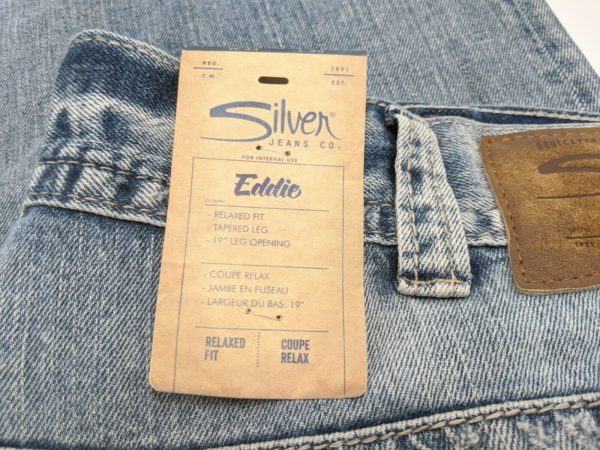 REG.
T.M.
1991
EST.
Silver®
JEANS CO.
FOR INTERNAL USE
Eddie
- RELAXED FIT
- TAPERED LEG
- 19" LEG OPENING
- COUPE RELAX
- JAMBE EN FUSEAU
- LARGEUR DU BAS: 19"
RELAXED
FIT
COUPE
RELAX
1991